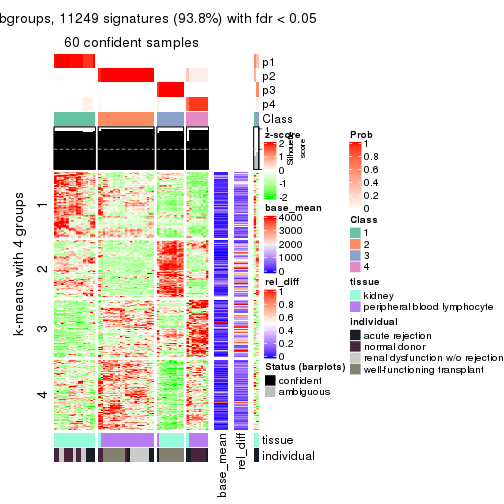 bgroups, 11249 signatures (93.8%) with fdr < 0.05
60 confident samples
p1
p2
p3
p4
Class
1
Silhouette
score
k-means with 4 groups
1
2
3
4
base_mean
rel_diff
tissue
individual
z-score
2
1
0
-1
-2
base_mean
4000
3000
2000
1000
0
rel_diff
1
0.8
0.6
0.4
0.2
0
Status (barplots)
confident
ambiguous
Prob
1
0.8
0.6
0.4
0.2
0
Class
1
2
3
4
tissue
kidney
peripheral blood lymphocyte
individual
acute rejection
normal donor
renal dysfunction w/o rejection
well-functioning transplant